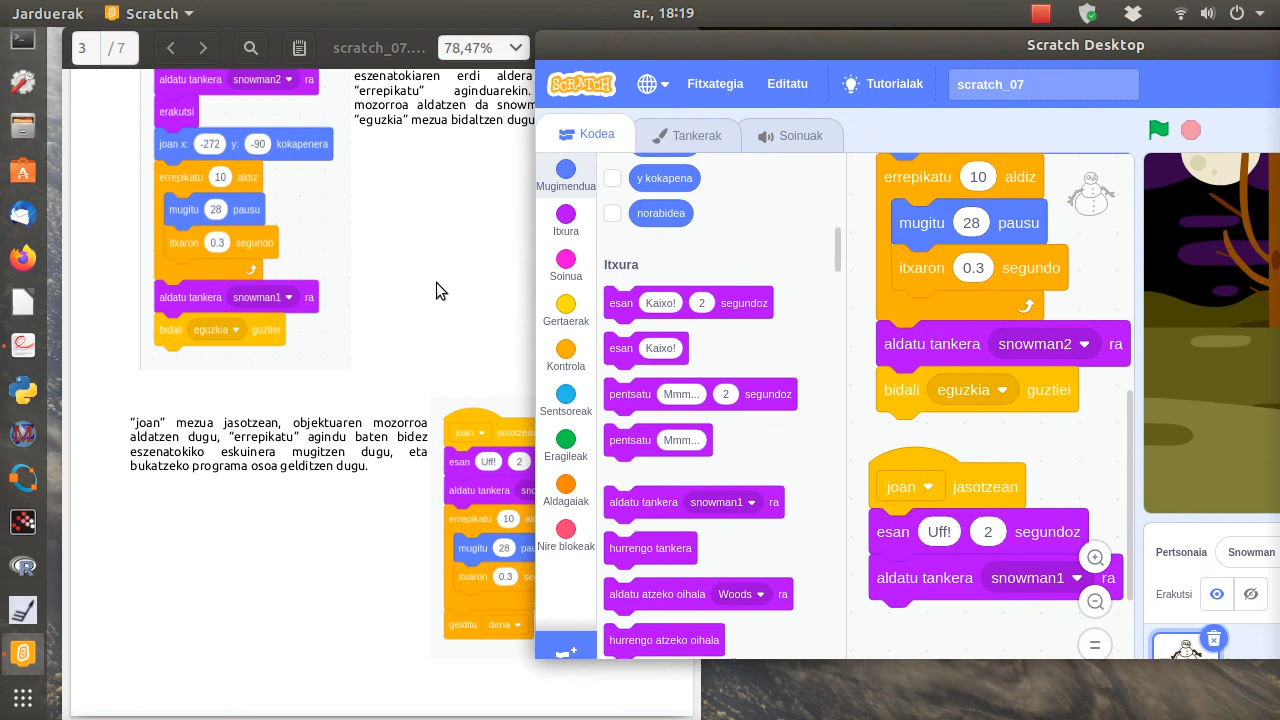 Jarduerak
Scratch
ar., 18:19
3
/ 7
scratch_07....
78,47%
Scratch Desktop
aldatu tankera snowman2 ra
erakutsi
joan x: -272 y: -90 kokapenera
errepikatu 10 aldiz
mugitu 28 pausu
itxaron 0.3 segundo
aldatu tankera snowman1 ra
bidali eguzkia guztiei
eszenatokiaren erdi aldera
“errepikatu” aginduarekin.
mozorroa aldatzen da snowm
“eguzkia” mezua bidaltzen dugu
“joan” mezua jasotzean, objektuaren mozorroa
aldatzen dugu, “errepikatu” agindu baten bidez
eszenatokiko eskuinera mugitzen dugu, eta
bukatzeko programa osoa gelditzen dugu.
joan jasotzean
esan Uff! 2
aldatu tankera
errepikatu 10
mugitu 28
itxaron 0.3
gelditu dena
SCRATCH
Fitxategia
Editatu
Tutorialak
scratch_07
Kodea
Tankerak
Soinuak
Mugimendua
Itxura
Soinua
Gertaerak
Kontrola
Sentsoreak
Eragileak
Aldagaiak
Nire blokeak
y kokapena
norabidea
Itxura
esan Kaixo! 2 segundoz
esan Kaixo!
pentsatu Mmm... 2 segundoz
pentsatu Mmm...
aldatu tankera snowman1 ra
hurrengo tankera
aldatu atzeko oihala Woods ra
hurrengo atzeko oihala
errepikatu 10 aldiz
mugitu 28 pausu
itxaron 0.3 segundo
aldatu tankera snowman2 ra
bidali eguzkia guztiei
joan jasotzean
esan Uff! 2 segundoz
aldatu tankera snowman1 ra
Pertsonaia Snowman
Erakutsi